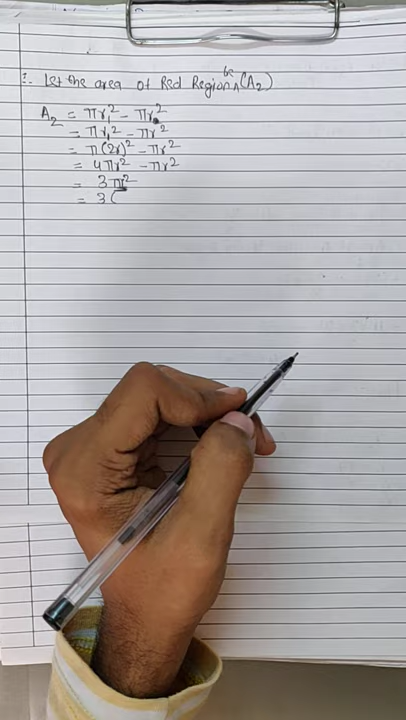 1. Let the area of Red Region be (A₂)
A₂ = πr₁² - πr²
= πr₁² - πr²
= π(2r)² - πr²
= 4πr² - πr²
= 3πr²
= 3(